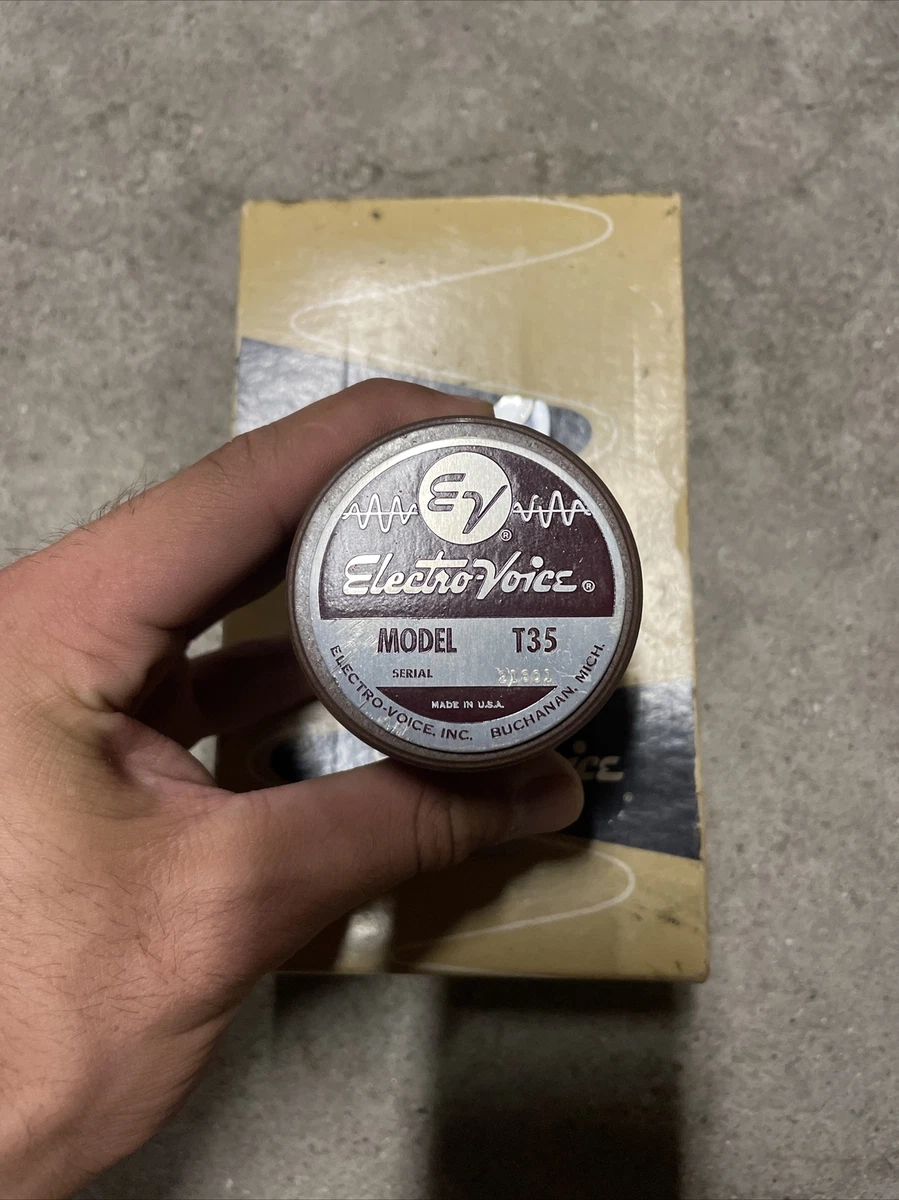 EV
®
Electro-Voice ®
MODEL T35
SERIAL
MADE IN U.S.A.
ELECTRO-VOICE, INC. BUCHANAN, MICH.